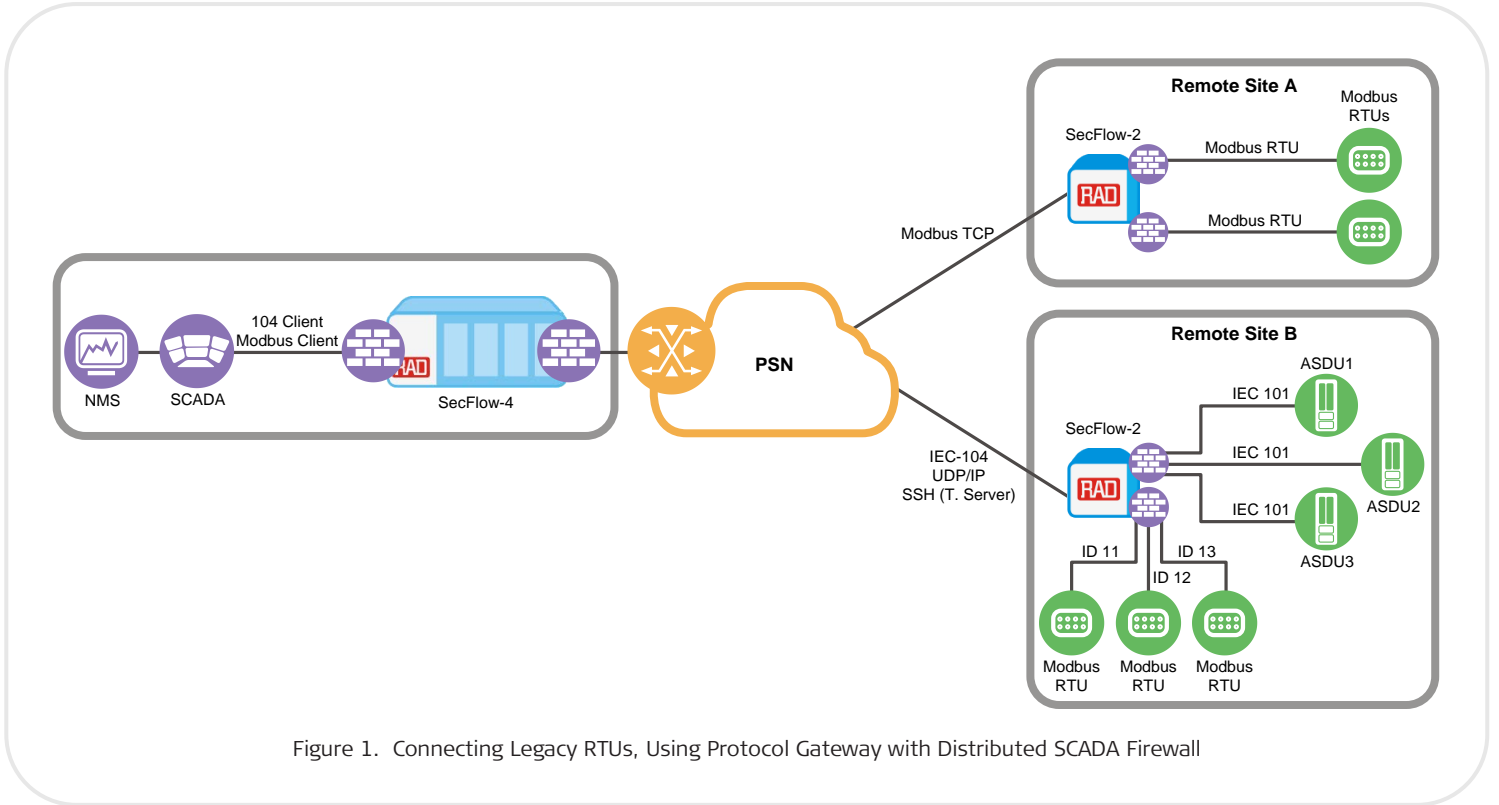 NMS
SCADA
104 Client
Modbus Client
RAD
SecFlow-4
PSN
Modbus TCP
IEC-104
UDP/IP
SSH (T. Server)
Remote Site A
SecFlow-2
RAD
Modbus RTU
Modbus RTU
Modbus
RTUs
Remote Site B
SecFlow-2
RAD
IEC 101
ASDU1
IEC 101
ASDU2
IEC 101
ASDU3
ID 11
ID 12
ID 13
Modbus
RTU
Modbus
RTU
Modbus
RTU
Figure 1. Connecting Legacy RTUs, Using Protocol Gateway with Distributed SCADA Firewall